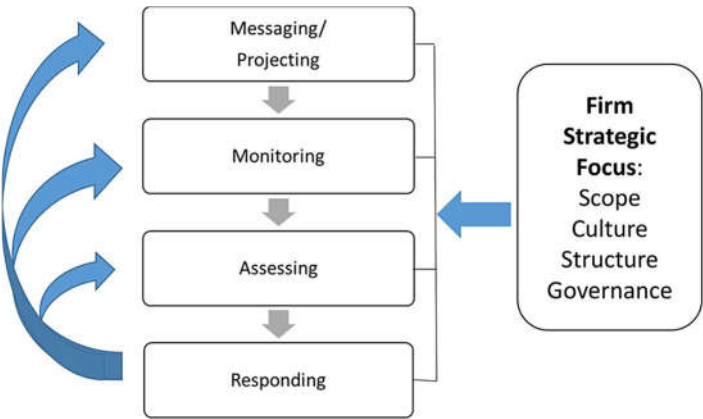 Messaging/
Projecting
Monitoring
Assessing
Responding
Firm
Strategic
Focus:
Scope
Culture
Structure
Governance